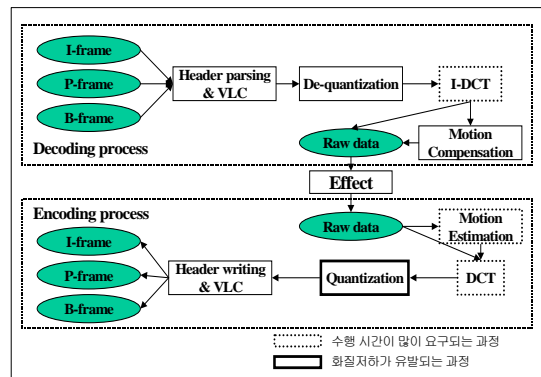 I-frame
P-frame
B-frame
Header parsing
& VLC
De-quantization
I-DCT
Motion
Compensation
Raw data
Decoding process
Effect
Encoding process
Raw data
Motion
Estimation
I-frame
P-frame
B-frame
Header writing
& VLC
Quantization
DCT
수행 시간이 많이 요구되는 과정
화질저하가 유발되는 과정